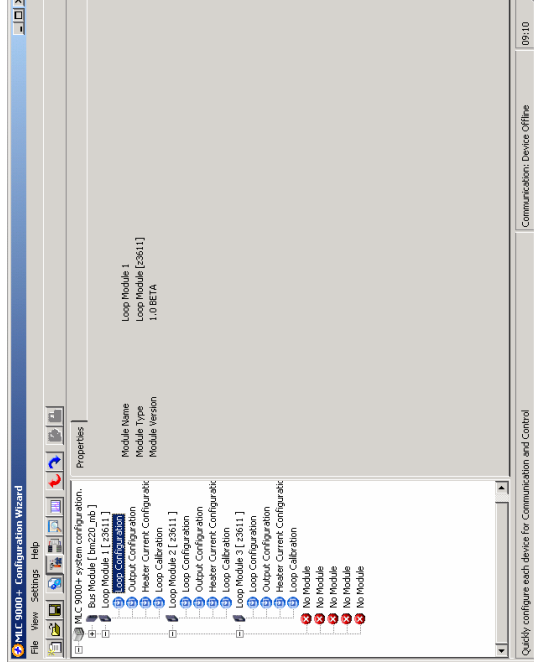 MLC 9000+ Configuration Wizard
File View Settings Help
MLC 9000+ system configuration.
Bus Module [ bm220_mb ]
Loop Module 1 [ z3611 ]
Loop Configuration
Output Configuration
Heater Current Configuratic
Loop Calibration
Loop Module 2 [ z3611 ]
Loop Configuration
Output Configuration
Heater Current Configuratic
Loop Calibration
Loop Module 3 [ z3611 ]
Loop Configuration
Output Configuration
Heater Current Configuratic
Loop Calibration
No Module
No Module
No Module
No Module
No Module
Properties
Module Name Loop Module 1
Module Type Loop Module [z3611]
Module Version 1.0 BETA
Quickly configure each device for Communication and Control Communication: Device Offline 09:10